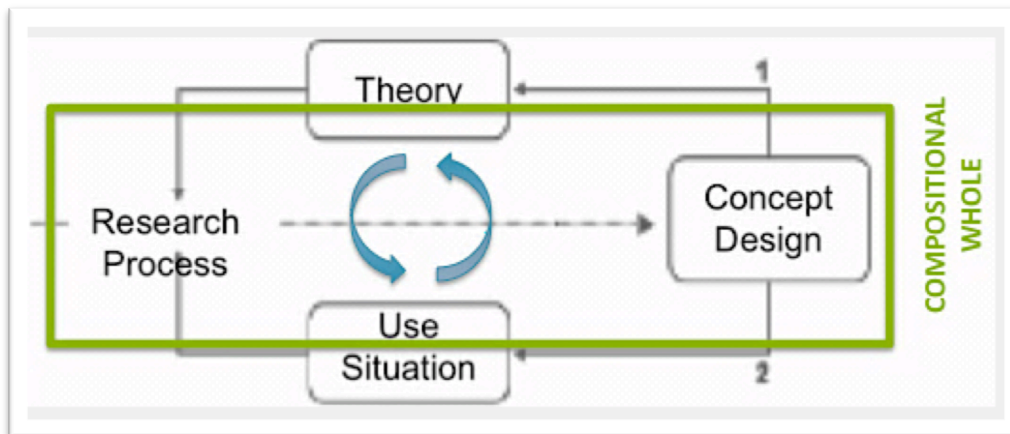 Theory
1
Research
Process
Concept
Design
Use
Situation
2
COMPOSITIONAL
WHOLE